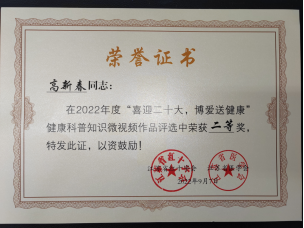 荣誉证书
高新春同志:
在2022年度“喜迎二十大,博爱送健康”
健康科普知识微视频作品评选中荣获二等奖,
特发此证,以资鼓励!